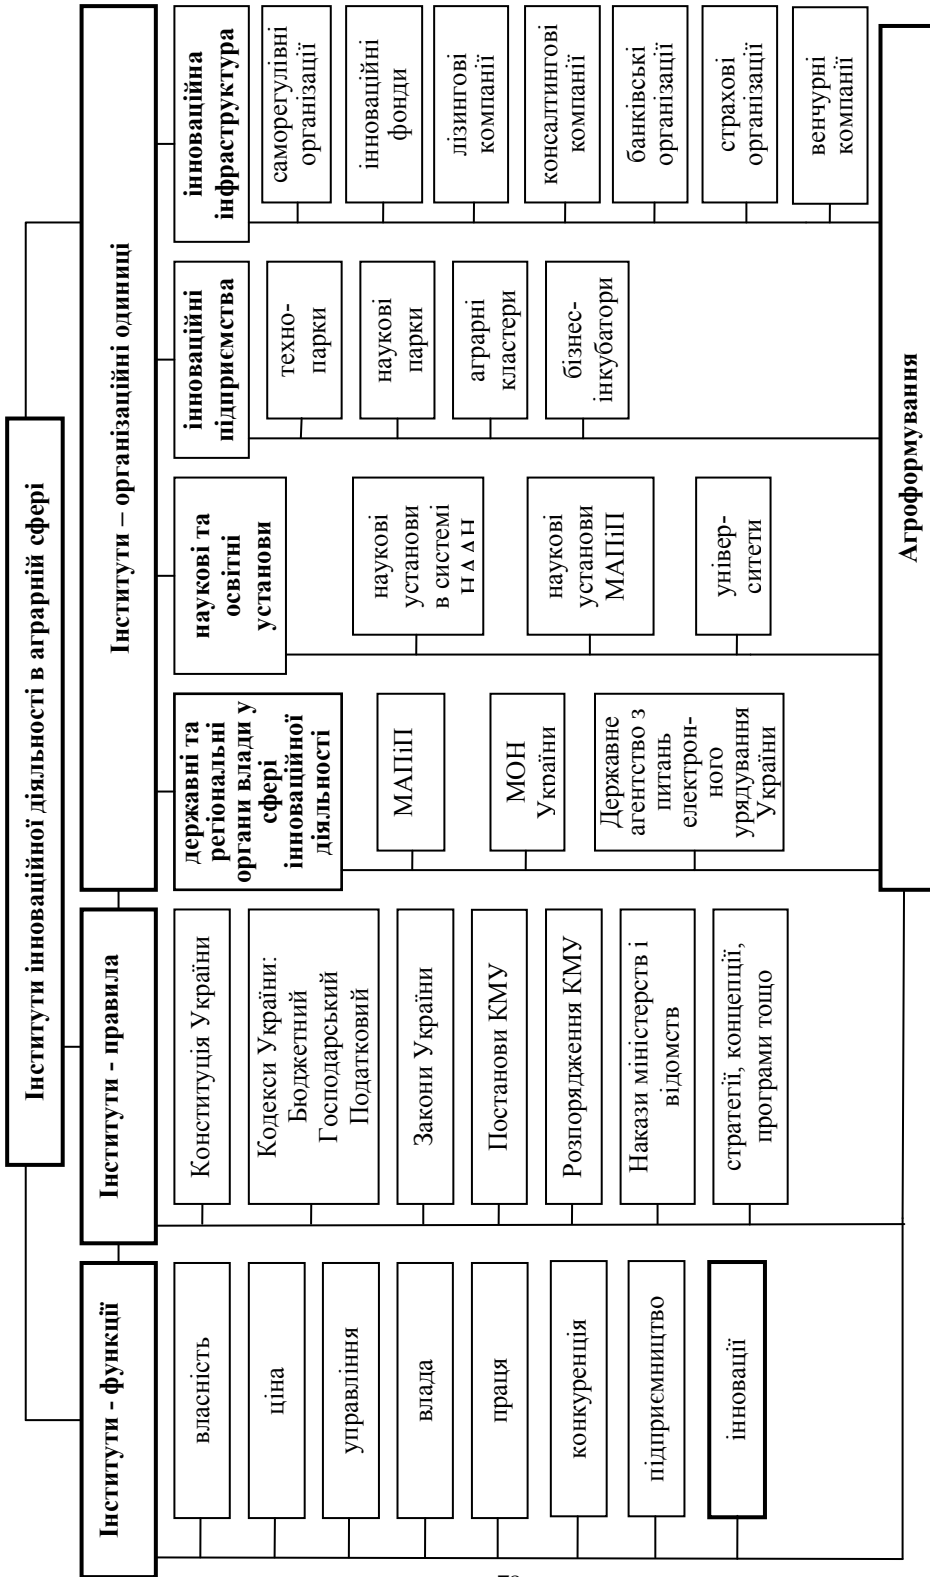 Інститути інноваційної діяльності в аграрній сфері
Інститути - функції
власність
ціна
управління
влада
праця
конкуренція
підприємництво
інновації
Інститути - правила
Конституція України
Кодекси України:
Бюджетний
Господарський
Податковий
Закони України
Постанови КМУ
Розпорядження КМУ
Накази міністерств і
відомств
стратегії, концепції,
програми тощо
Інститути – організаційні одиниці
державні та
регіональні
органи влади у
сфері
інноваційної
діяльності
МАПіП
МОН
України
Державне
агентство з
питань
електрон-
ного
урядування
України
наукові та
освітні
установи
наукові
установи
в системі
наукові
установи
МАПіП
універ-
ситети
інноваційні
підприємства
техно-
парки
наукові
парки
аграрні
кластери
бізнес-
інкубатори
інноваційна
інфраструктура
саморегулівні
організації
інноваційні
фонди
лізингові
компанії
консалтингові
компанії
банківські
організації
страхові
організації
венчурні
компанії
Агроформування